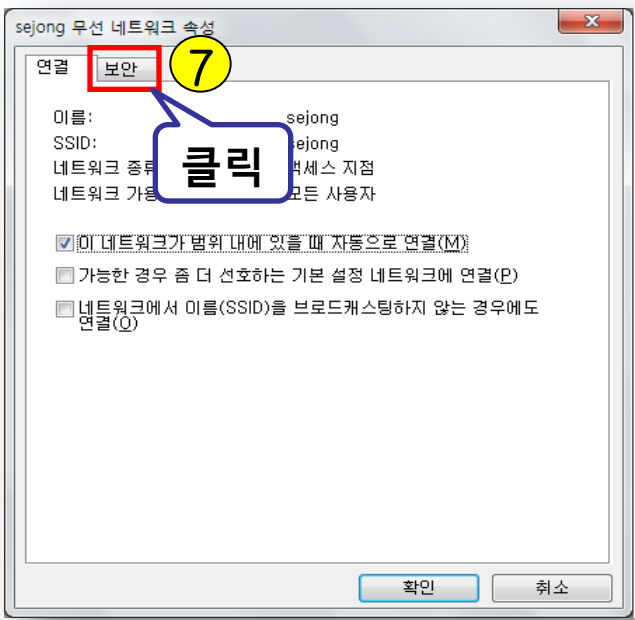 sejong 무선 네트워크 속성
연결 보안 7
이름: sejong
SSID: sejong
네트워크 종류 액세스 지점
네트워크 가용 모든 사용자
클릭
이 네트워크가 범위 내에 있을 때 자동으로 연결(M)
가능한 경우 좀 더 선호하는 기본 설정 네트워크에 연결(P)
네트워크에서 이름(SSID)을 브로드캐스팅하지 않는 경우에도
연결(O)
확인 취소